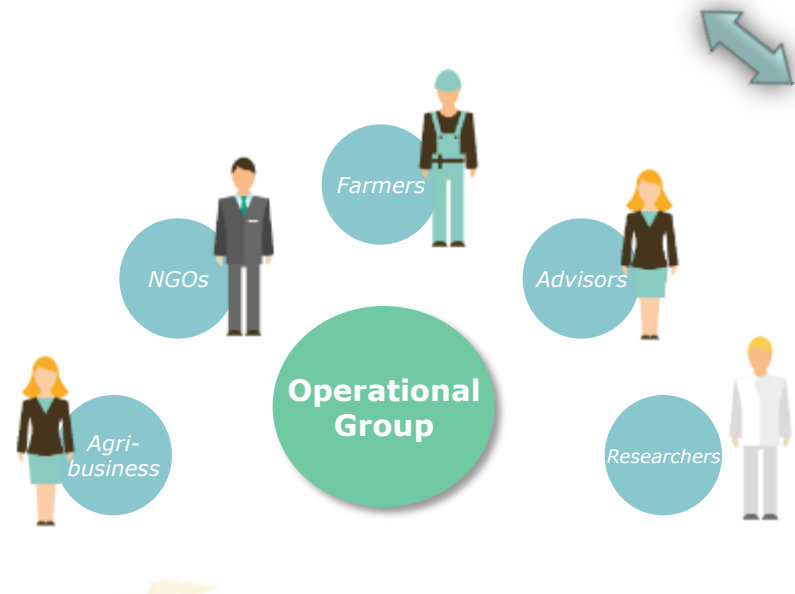 Farmers
NGOs
Advisors
Operational
Group
Agri-
business
Researchers